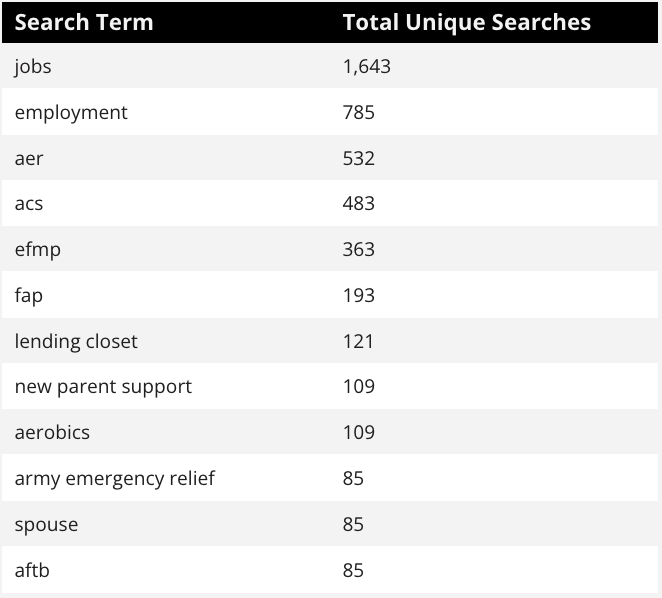 Search Term Total Unique Searches
jobs 1,643
employment 785
aer 532
acs 483
efmp 363
fap 193
lending closet 121
new parent support 109
aerobics 109
army emergency relief 85
spouse 85
aftb 85